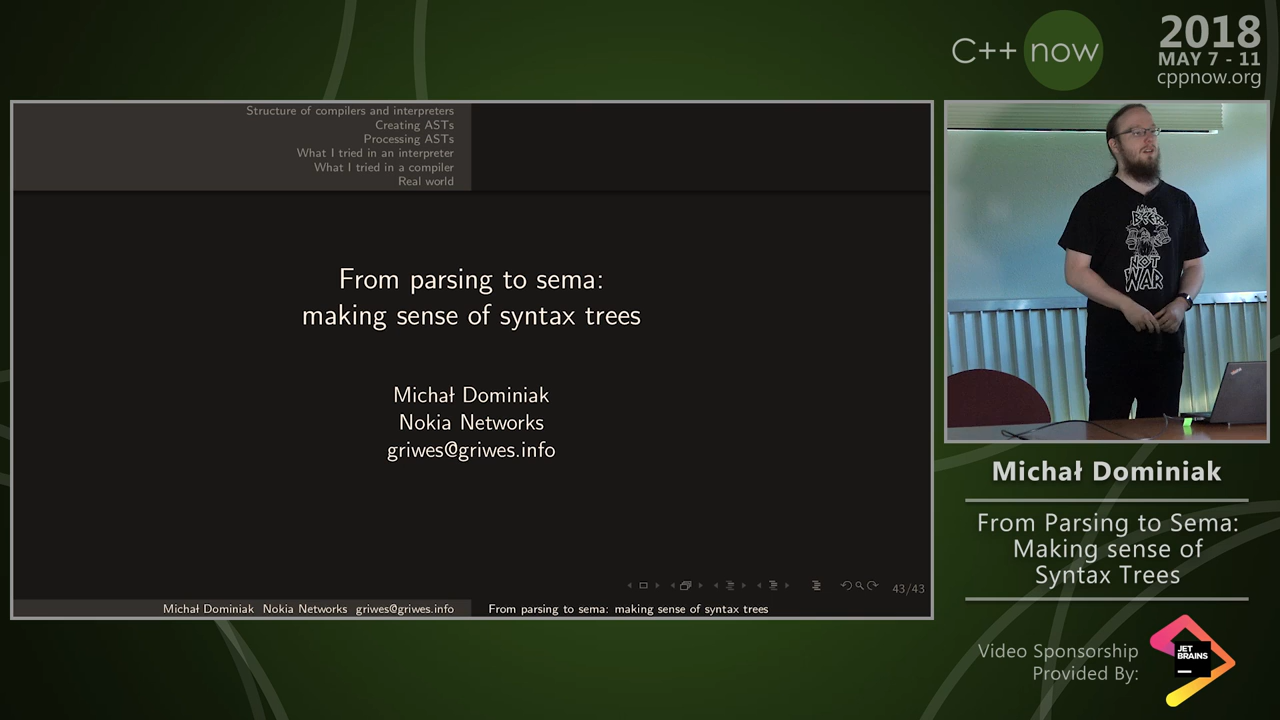 C++ now
2018
MAY 7 - 11
cppnow.org
Structure of compilers and interpreters
Creating ASTs
Processing ASTs
What I tried in an interpreter
What I tried in a compiler
Real world
From parsing to sema:
making sense of syntax trees
Michał Dominiak
Nokia Networks
griwes@griwes.info
43/43
Michał Dominiak Nokia Networks griwes@griwes.info
From parsing to sema: making sense of syntax trees
BEER
NOT
WAR
Michał Dominiak
From Parsing to Sema:
Making sense of
Syntax Trees
Video Sponsorship
Provided By:
JET
BRAINS